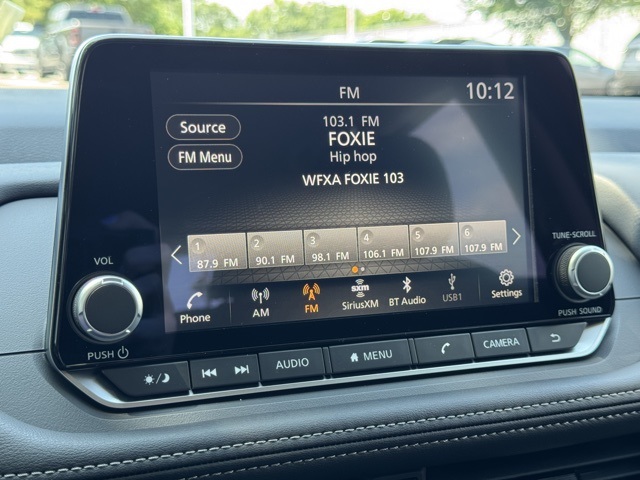 FM
10:12
Source
FM Menu
103.1 FM
FOXIE
Hip hop
WFXA FOXIE 103
1
87.9 FM
2
90.1 FM
3
98.1 FM
4
106.1 FM
5
107.9 FM
6
107.9 FM
Phone
AM
FM
sxm
SiriusXM
BT Audio
USB1
Settings
VOL
PUSH
TUNE·SCROLL
PUSH SOUND
AUDIO
MENU
CAMERA